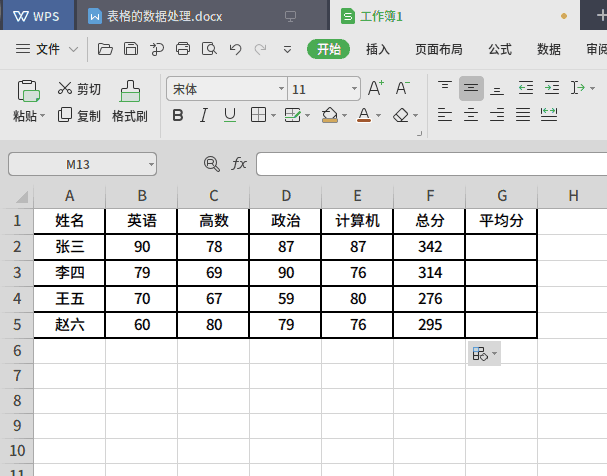 WPS 表格的数据处理.docx 工作簿1
文件 开始 插入 页面布局 公式 数据 审阅
剪切 宋体 11 A+ A-
粘贴 复制 格式刷 B I U A
M13 fx
A B C D E F G H
1 姓名 英语 高数 政治 计算机 总分 平均分
2 张三 90 78 87 87 342
3 李四 79 69 90 76 314
4 王五 70 67 59 80 276
5 赵六 60 80 79 76 295
6
7
8
9
10
11